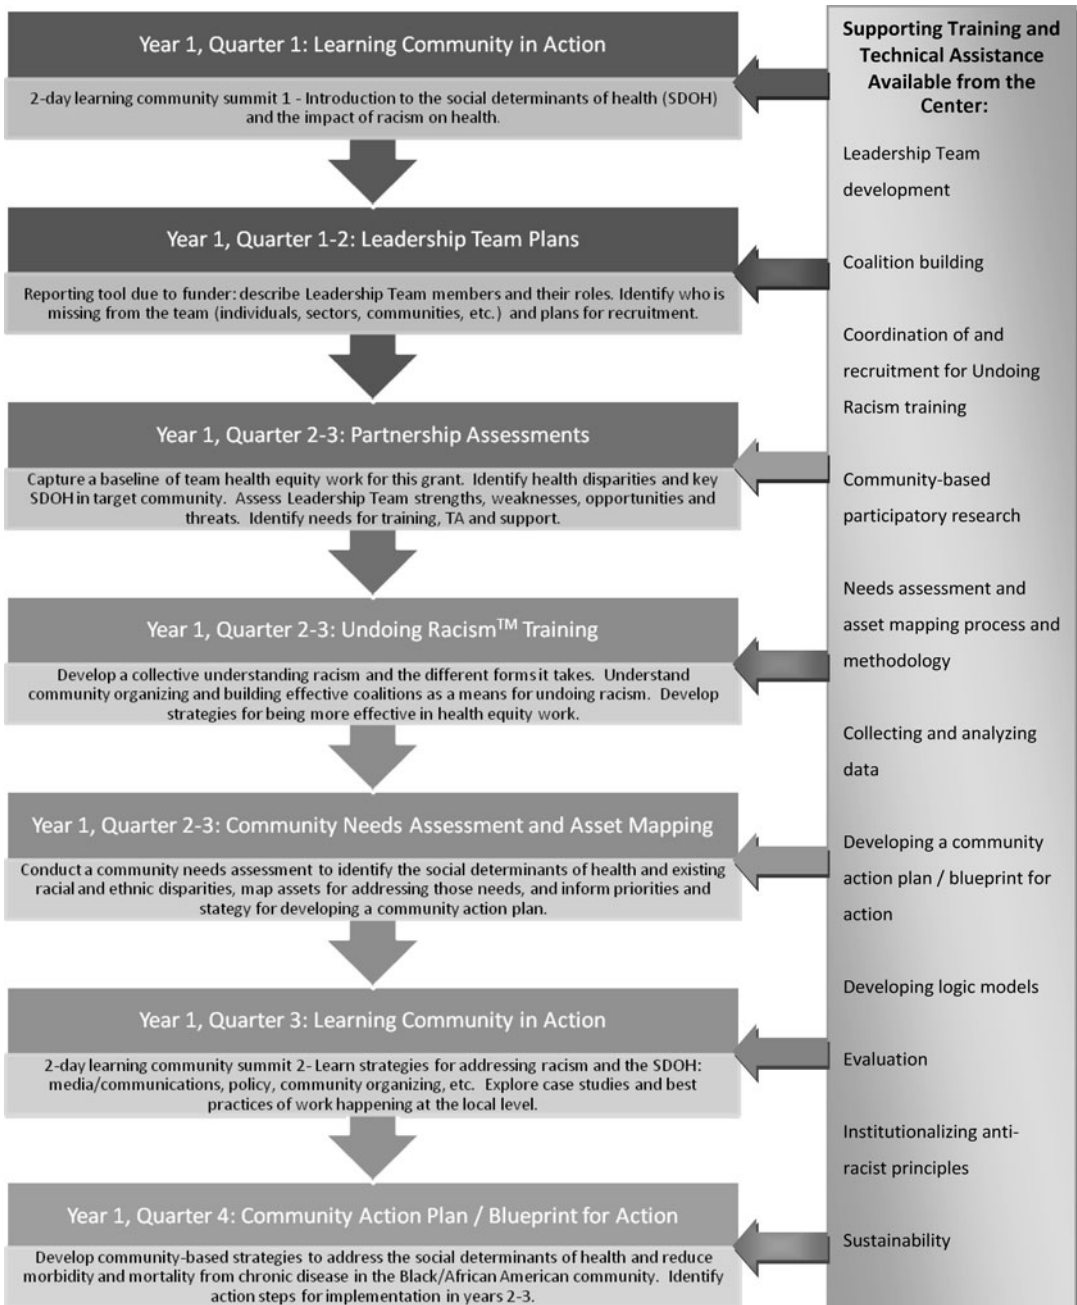 Year 1, Quarter 1: Learning Community in Action
2-day learning community summit 1 - Introduction to the social determinants of health (SDOH)
and the impact of racism on health.
Year 1, Quarter 1-2: Leadership Team Plans
Reporting tool due to funder: describe Leadership Team members and their roles. Identify who is
missing from the team (individuals, sectors, communities, etc.) and plans for recruitment.
Year 1, Quarter 2-3: Partnership Assessments
Capture a baseline of team health equity work for this grant. Identify health disparities and key
SDOH in target community. Assess Leadership Team strengths, weaknesses, opportunities and
threats. Identify needs for training, TA and support.
Year 1, Quarter 2-3: Undoing Racism™ Training
Develop a collective understanding racism and the different forms it takes. Understand
community organizing and building effective coalitions as a means for undoing racism. Develop
strategies for being more effective in health equity work.
Year 1, Quarter 2-3: Community Needs Assessment and Asset Mapping
Conduct a community needs assessment to identify the social determinants of health and existing
racial and ethnic disparities, map assets for addressing those needs, and inform priorities and
stategy for developing a community action plan.
Year 1, Quarter 3: Learning Community in Action
2-day learning community summit 2- Learn strategies for addressing racism and the SDOH:
media/communications, policy, community organizing, etc. Explore case studies and best
practices of work happening at the local level.
Year 1, Quarter 4: Community Action Plan / Blueprint for Action
Develop community-based strategies to address the social determinants of health and reduce
morbidity and mortality from chronic disease in the Black/African American community. Identify
action steps for implementation in years 2-3.
Supporting Training and
Technical Assistance
Available from the
Center:
Leadership Team
development
Coalition building
Coordination of and
recruitment for Undoing
Racism training
Community-based
participatory research
Needs assessment and
asset mapping process and
methodology
Collecting and analyzing
data
Developing a community
action plan / blueprint for
action
Developing logic models
Evaluation
Institutionalizing anti-
racist principles
Sustainability